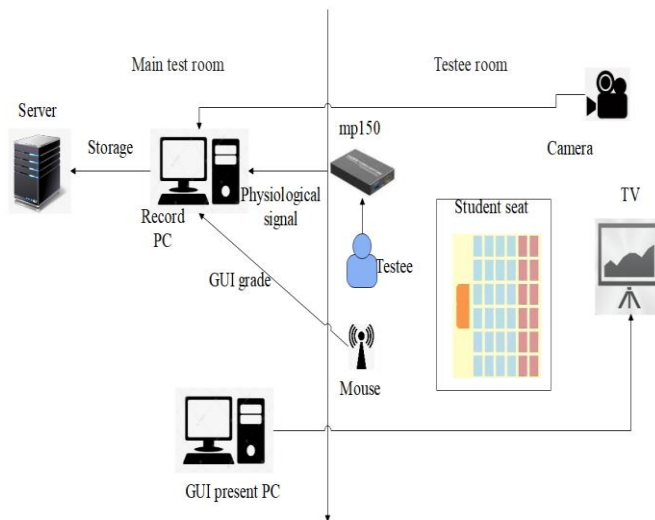 Main test room
Testee room
Server
Storage
mp150
Camera
Physiological
signal
Record
PC
Student seat
TV
Testee
GUI grade
Mouse
GUI present PC